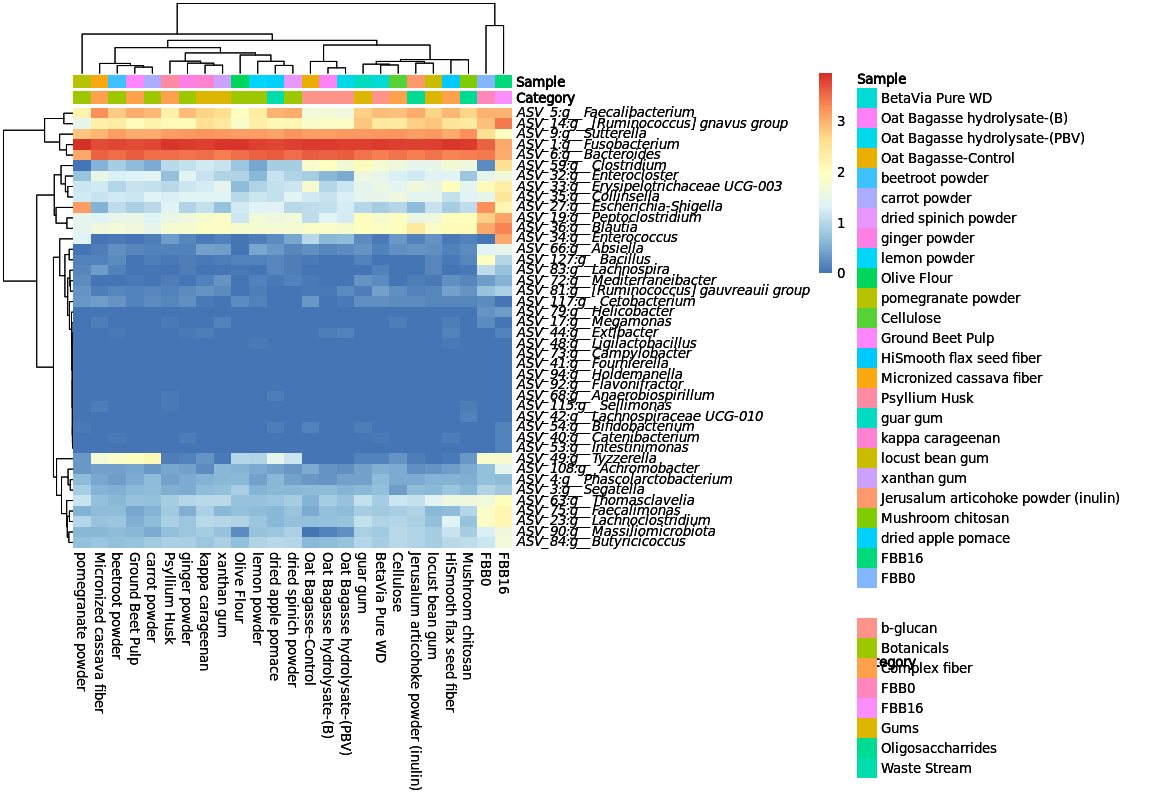 Sample
Category
ASV_5:g__Faecalibacterium
ASV_14:g__[Ruminococcus] gnavus group
ASV_9:g__Sutterella
ASV_1:g__Fusobacterium
ASV_6:g__Bacteroides
ASV_59:g__Clostridium
ASV_32:g__Enterocloster
ASV_33:g__Erysipelotrichaceae UCG-003
ASV_35:g__Collinsella
ASV_27:g__Escherichia-Shigella
ASV_19:g__Peptoclostridium
ASV_36:g__Blautia
ASV_34:g__Enterococcus
ASV_66:g__Absiella
ASV_127:g__Bacillus
ASV_83:g__Lachnospira
ASV_72:g__Mediterraneibacter
ASV_81:g__[Ruminococcus] gauvreauii group
ASV_117:g__Cetobacterium
ASV_79:g__Helicobacter
ASV_17:g__Megamonas
ASV_44:g__Extibacter
ASV_48:g__Ligilactobacillus
ASV_73:g__Campylobacter
ASV_41:g__Fournierella
ASV_94:g__Holdemanella
ASV_92:g__Flavonifractor
ASV_68:g__Anaerobiospirillum
ASV_115:g__Sellimonas
ASV_42:g__Lachnospiraceae UCG-010
ASV_54:g__Bifidobacterium
ASV_40:g__Catenibacterium
ASV_53:g__Intestinimonas
ASV_49:g__Tyzzerella
ASV_108:g__Achromobacter
ASV_4:g__Phascolarctobacterium
ASV_3:g__Segatella
ASV_63:g__Thomasclavelia
ASV_75:g__Faecalimonas
ASV_23:g__Lachnoclostridium
ASV_90:g__Massiliomicrobiota
ASV_84:g__Butyricicoccus
pomegranate powder
Micronized cassava fiber
beetroot powder
Ground Beet Pulp
carrot powder
Psyllium Husk
ginger powder
kappa carageenan
xanthan gum
Olive Flour
lemon powder
dried apple pomace
dried spinich powder
Oat Bagasse-Control
Oat Bagasse hydrolysate-(B)
Oat Bagasse hydrolysate-(PBV)
guar gum
BetaVia Pure WD
Cellulose
Jerusalum articohoke powder (inulin)
locust bean gum
HiSmooth flax seed fiber
Mushroom chitosan
FBB0
FBB16
3
2
1
0
Sample
BetaVia Pure WD
Oat Bagasse hydrolysate-(B)
Oat Bagasse hydrolysate-(PBV)
Oat Bagasse-Control
beetroot powder
carrot powder
dried spinich powder
ginger powder
lemon powder
Olive Flour
pomegranate powder
Cellulose
Ground Beet Pulp
HiSmooth flax seed fiber
Micronized cassava fiber
Psyllium Husk
guar gum
kappa carageenan
locust bean gum
xanthan gum
Jerusalum articohoke powder (inulin)
Mushroom chitosan
dried apple pomace
FBB16
FBB0
b-glucan
Botanicals
Complex fiber
FBB0
FBB16
Gums
Oligosaccharrides
Waste Stream